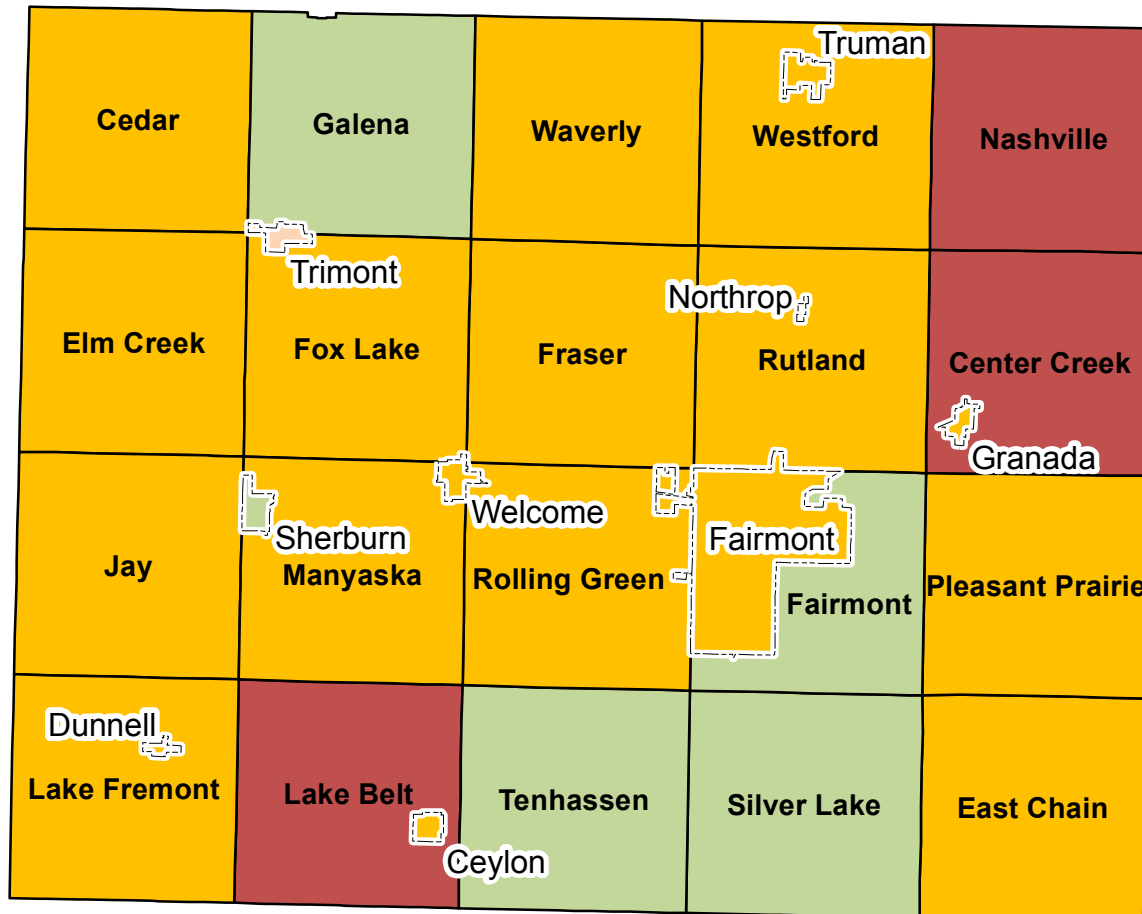 Truman
Cedar
Galena
Waverly
Westford
Nashville
Trimont
Northrop
Elm Creek
Fox Lake
Fraser
Rutland
Center Creek
Granada
Welcome
Sherburn
Fairmont
Jay
Manyaska
Rolling Green
Fairmont
Pleasant Prairie
Dunnell
Lake Fremont
Lake Belt
Tenhassen
Silver Lake
East Chain
Ceylon